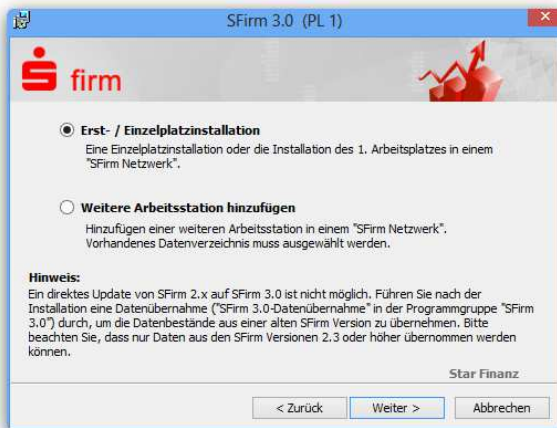 SFirm 3.0 (PL 1)
firm
Erst- / Einzelplatzinstallation
Eine Einzelplatzinstallation oder die Installation des 1. Arbeitsplatzes in einem
"SFirm Netzwerk".
Weitere Arbeitsstation hinzufügen
Hinzufügen einer weiteren Arbeitsstation in einem "SFirm Netzwerk".
Vorhandenes Datenverzeichnis muss ausgewählt werden.
Hinweis:
Ein direktes Update von SFirm 2.x auf SFirm 3.0 ist nicht möglich. Führen Sie nach der
Installation eine Datenübernahme ("SFirm 3.0-Datenübernahme" in der Programmgruppe "SFirm
3.0") durch, um die Datenbestände aus einer alten SFirm Version zu übernehmen. Bitte
beachten Sie, dass nur Daten aus den SFirm Versionen 2.3 oder höher übernommen werden
können.
Star Finanz
< Zurück Weiter > Abbrechen